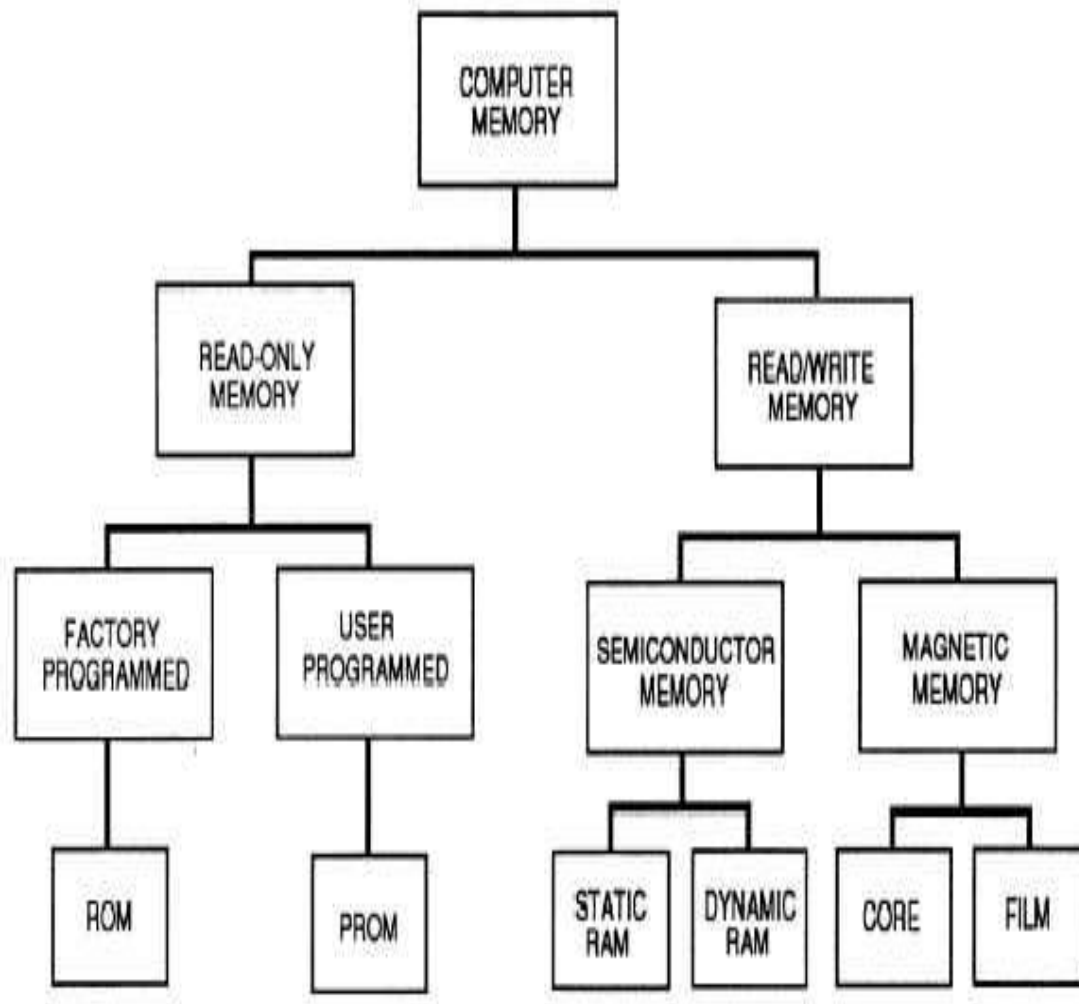 COMPUTER
MEMORY
READ-ONLY
MEMORY
READ/WRITE
MEMORY
FACTORY
PROGRAMMED
USER
PROGRAMMED
SEMICONDUCTOR
MEMORY
MAGNETIC
MEMORY
ROM
PROM
STATIC
RAM
DYNAMIC
RAM
CORE
FILM